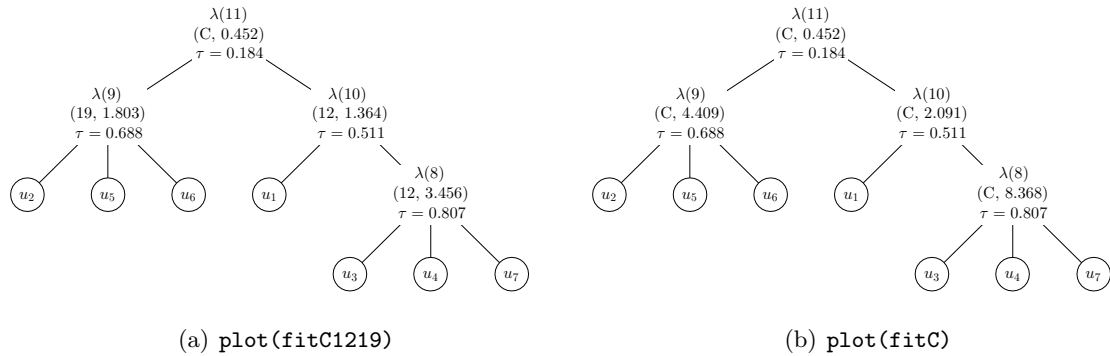 λ(11)
(C, 0.452)
τ = 0.184
λ(9)
(19, 1.803)
τ = 0.688
λ(10)
(12, 1.364)
τ = 0.511
u₂
u₅
u₆
u₁
λ(8)
(12, 3.456)
τ = 0.807
u₃
u₄
u₇
(a) plot(fitC1219)
λ(11)
(C, 0.452)
τ = 0.184
λ(9)
(C, 4.409)
τ = 0.688
λ(10)
(C, 2.091)
τ = 0.511
u₂
u₅
u₆
u₁
λ(8)
(C, 8.368)
τ = 0.807
u₃
u₄
u₇
(b) plot(fitC)